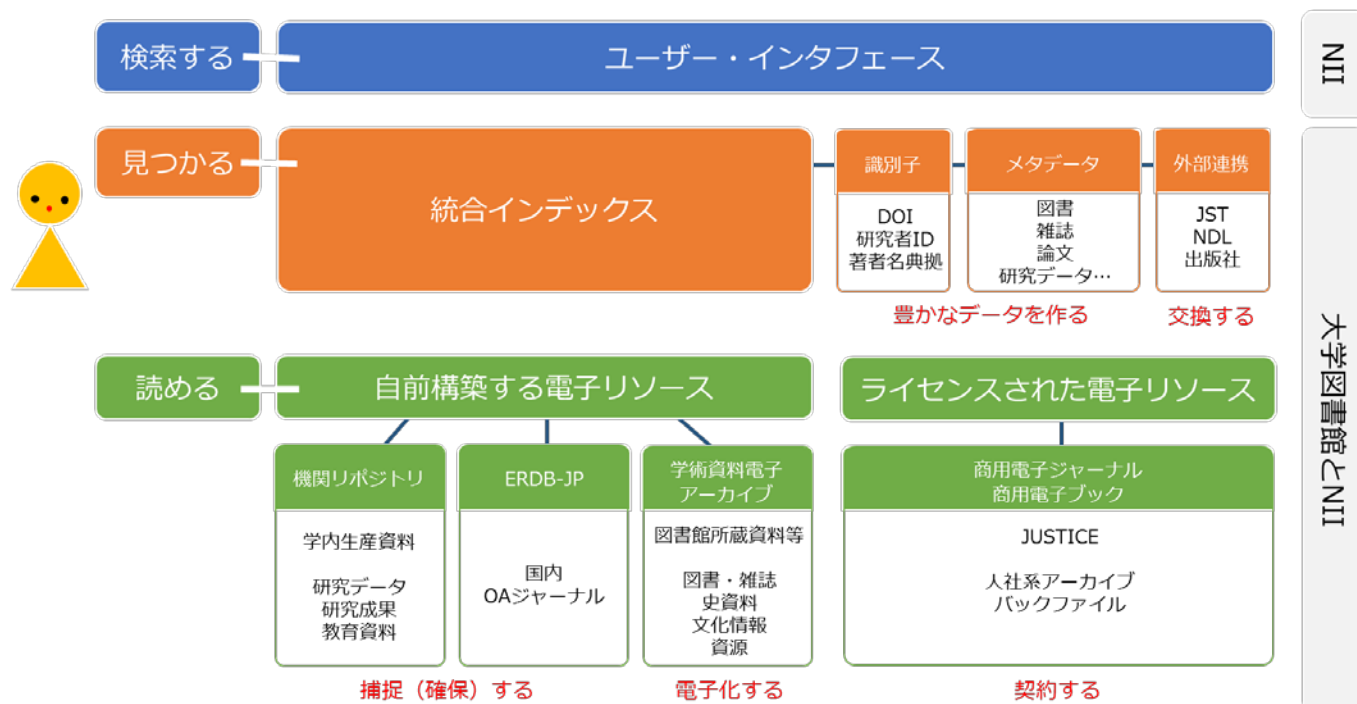 検索する
ユーザー・インタフェース
NII
見つかる
統合インデックス
識別子
DOI
研究者ID
著者名典拠
メタデータ
図書
雑誌
論文
研究データ…
外部連携
JST
NDL
出版社
豊かなデータを作る
交換する
大学図書館とNII
読める
自前構築する電子リソース
ライセンスされた電子リソース
機関リポジトリ
学内生産資料
研究データ
研究成果
教育資料
ERDB-JP
国内
OAジャーナル
学術資料電子
アーカイブ
図書館所蔵資料等
図書・雑誌
史資料
文化情報
資源
商用電子ジャーナル
商用電子ブック
JUSTICE
人社系アーカイブ
バックファイル
捕捉（確保）する
電子化する
契約する